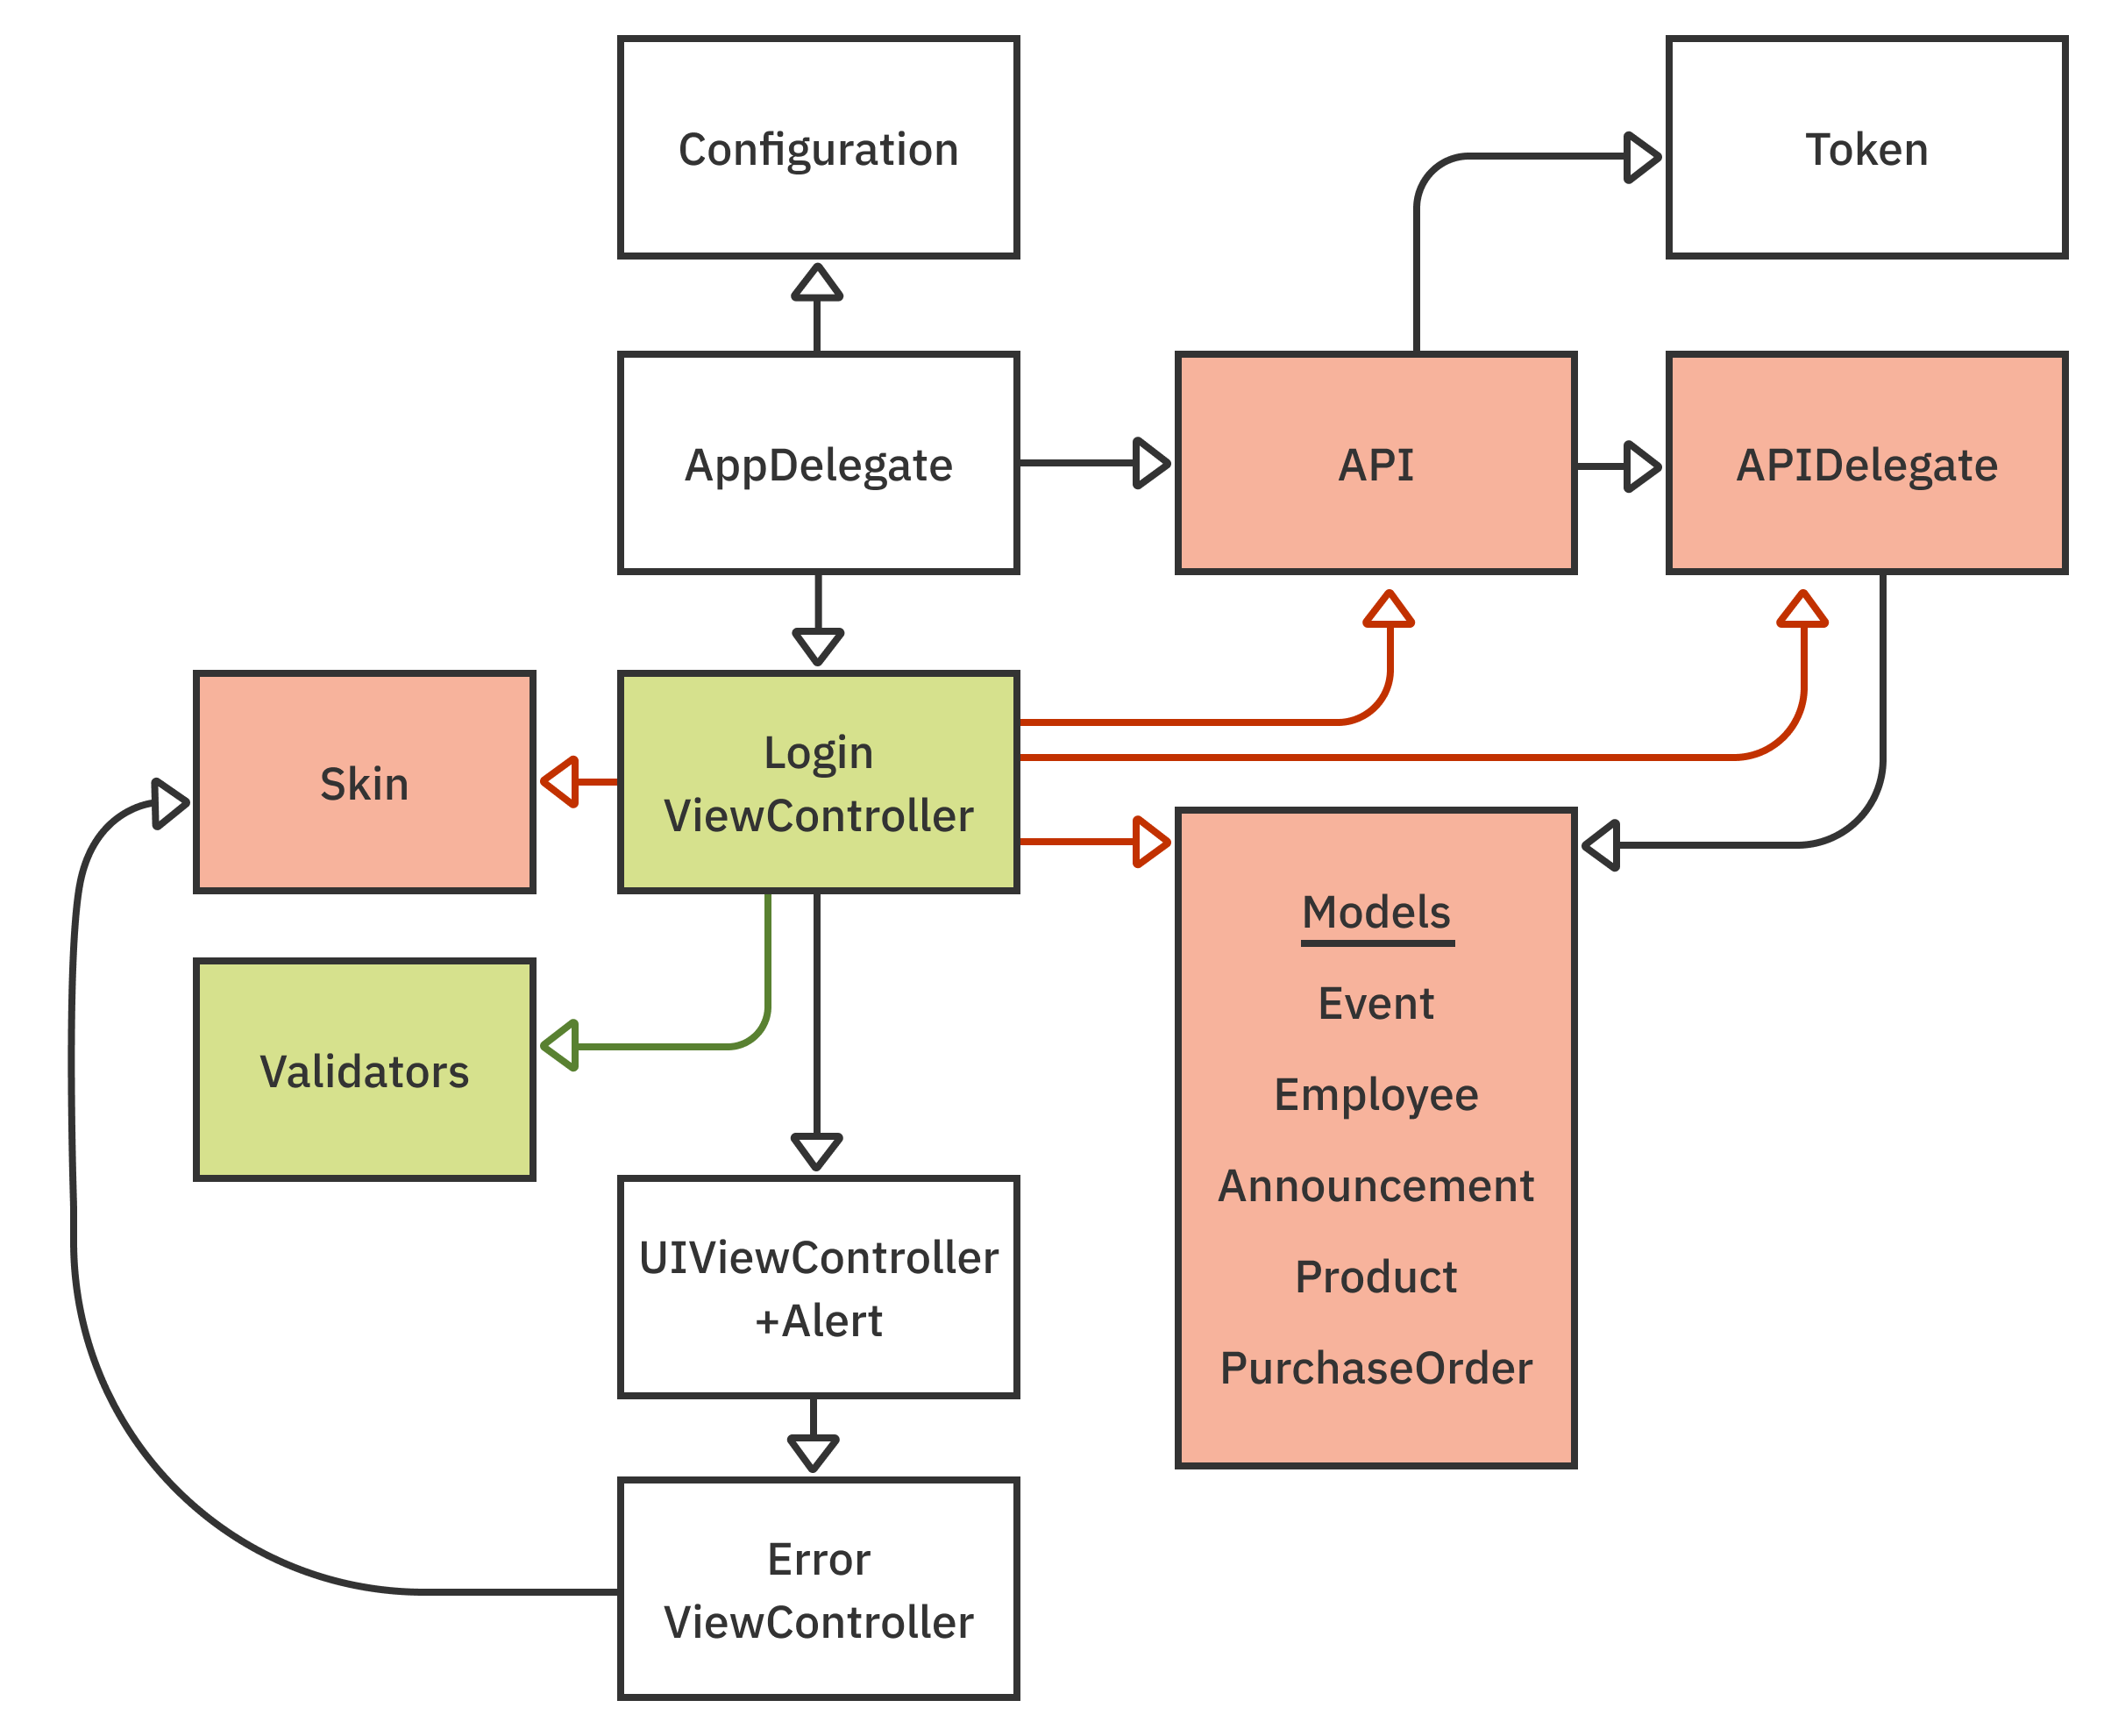 Configuration
Token
AppDelegate
API
APIDelegate
Skin
Login
ViewController
Validators
Models
Event
Employee
Announcement
Product
PurchaseOrder
UIViewController
+Alert
Error
ViewController